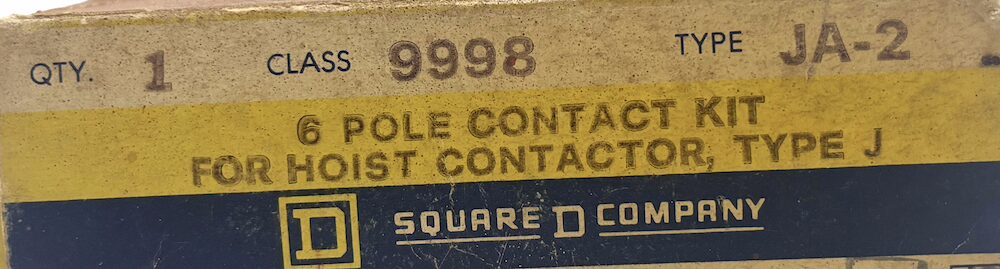 QTY. 1 CLASS 9998 TYPE JA-2
6 POLE CONTACT KIT
FOR HOIST CONTACTOR, TYPE J
D SQUARE D COMPANY